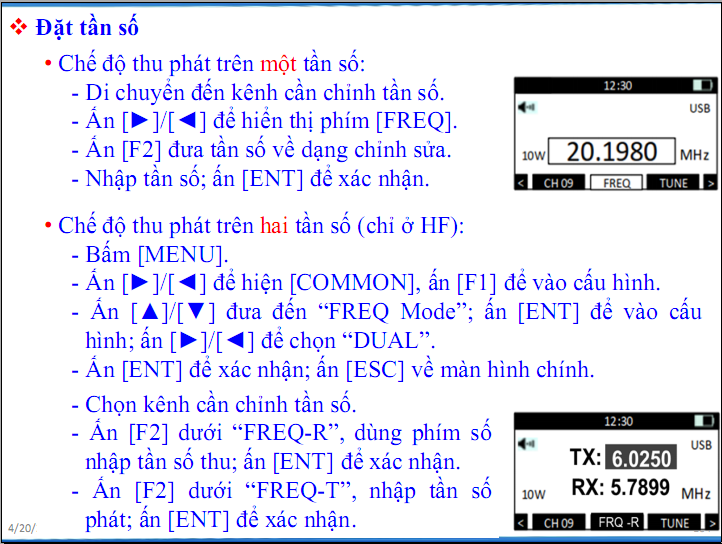 ❖ Đặt tần số
• Chế độ thu phát trên một tần số:
- Di chuyển đến kênh cần chỉnh tần số.
- Ấn [►]/[◄] để hiển thị phím [FREQ].
- Ấn [F2] đưa tần số về dạng chỉnh sửa.
- Nhập tần số; ấn [ENT] để xác nhận.
12:30
USB
10W 20.1980 MHz
< CH 09 FREQ TUNE >
• Chế độ thu phát trên hai tần số (chỉ ở HF):
- Bấm [MENU].
- Ấn [►]/[◄] để hiện [COMMON], ấn [F1] để vào cấu hình.
- Ấn [▲]/[▼] đưa đến “FREQ Mode”; ấn [ENT] để vào cấu
hình; ấn [►]/[◄] để chọn “DUAL”.
- Ấn [ENT] để xác nhận; ấn [ESC] về màn hình chính.
- Chọn kênh cần chỉnh tần số.
- Ấn [F2] dưới “FREQ-R”, dùng phím số
nhập tần số thu; ấn [ENT] để xác nhận.
- Ấn [F2] dưới “FREQ-T”, nhập tần số
phát; ấn [ENT] để xác nhận.
12:30
USB
TX: 6.0250
10W RX: 5.7899 MHz
< CH 09 FRQ -R TUNE >
4/20/